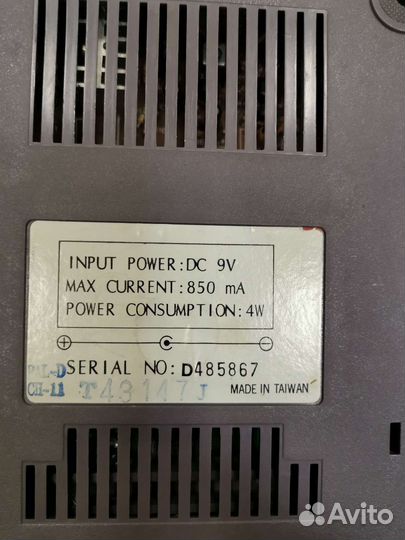 INPUT POWER:DC 9V
MAX CURRENT:850 mA
POWER CONSUMPTION:4W
SERIAL NO:D485867
CH-11 T43147J
MADE IN TAIWAN
Avito